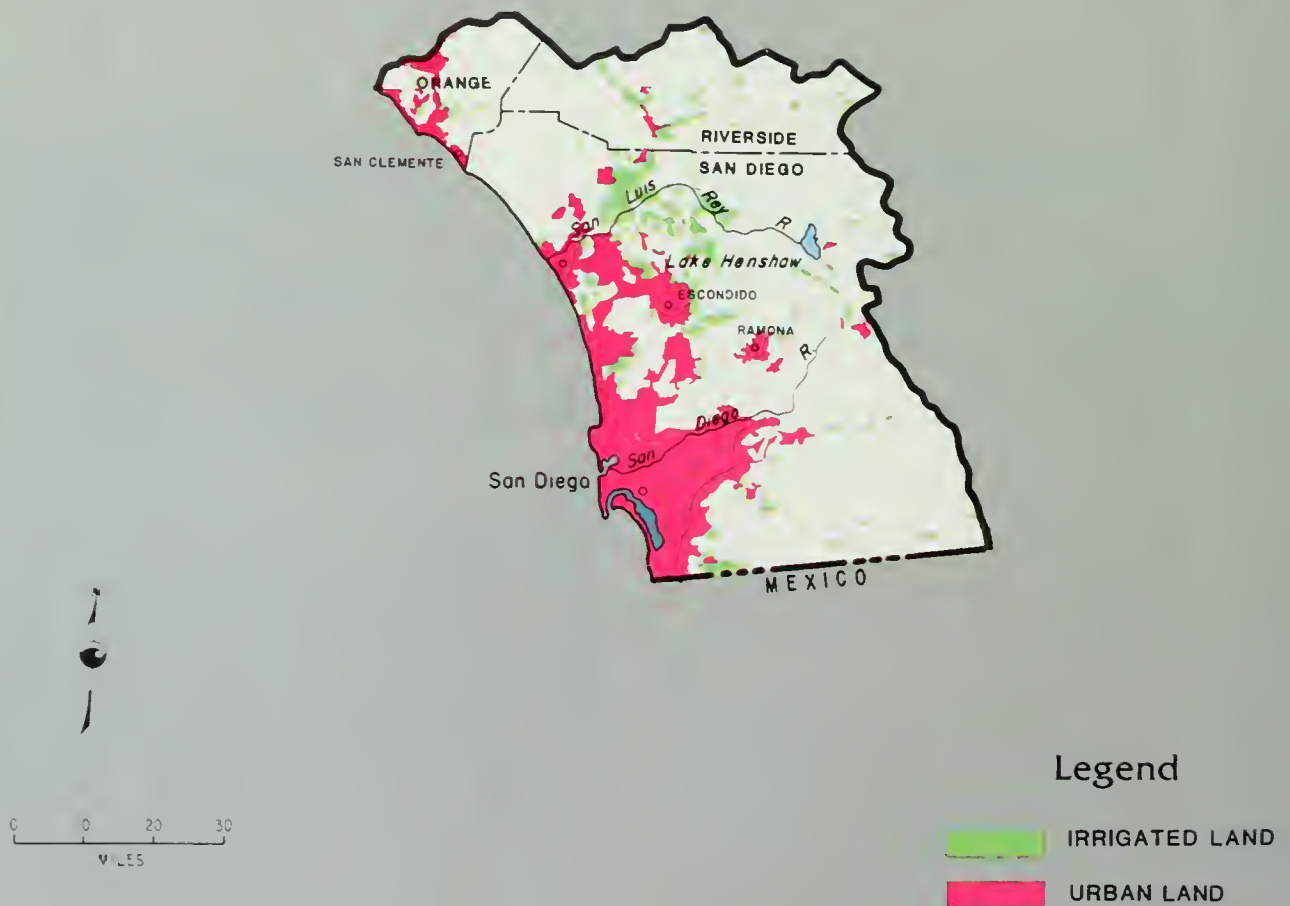 ORANGE
RIVERSIDE
SAN CLEMENTE
SAN DIEGO
San Luis Rey R.
Lake Henshaw
ESCONDIDO
RAMONA
San Diego R.
San Diego
MEXICO
0 20 30
MILES
Legend
IRRIGATED LAND
URBAN LAND